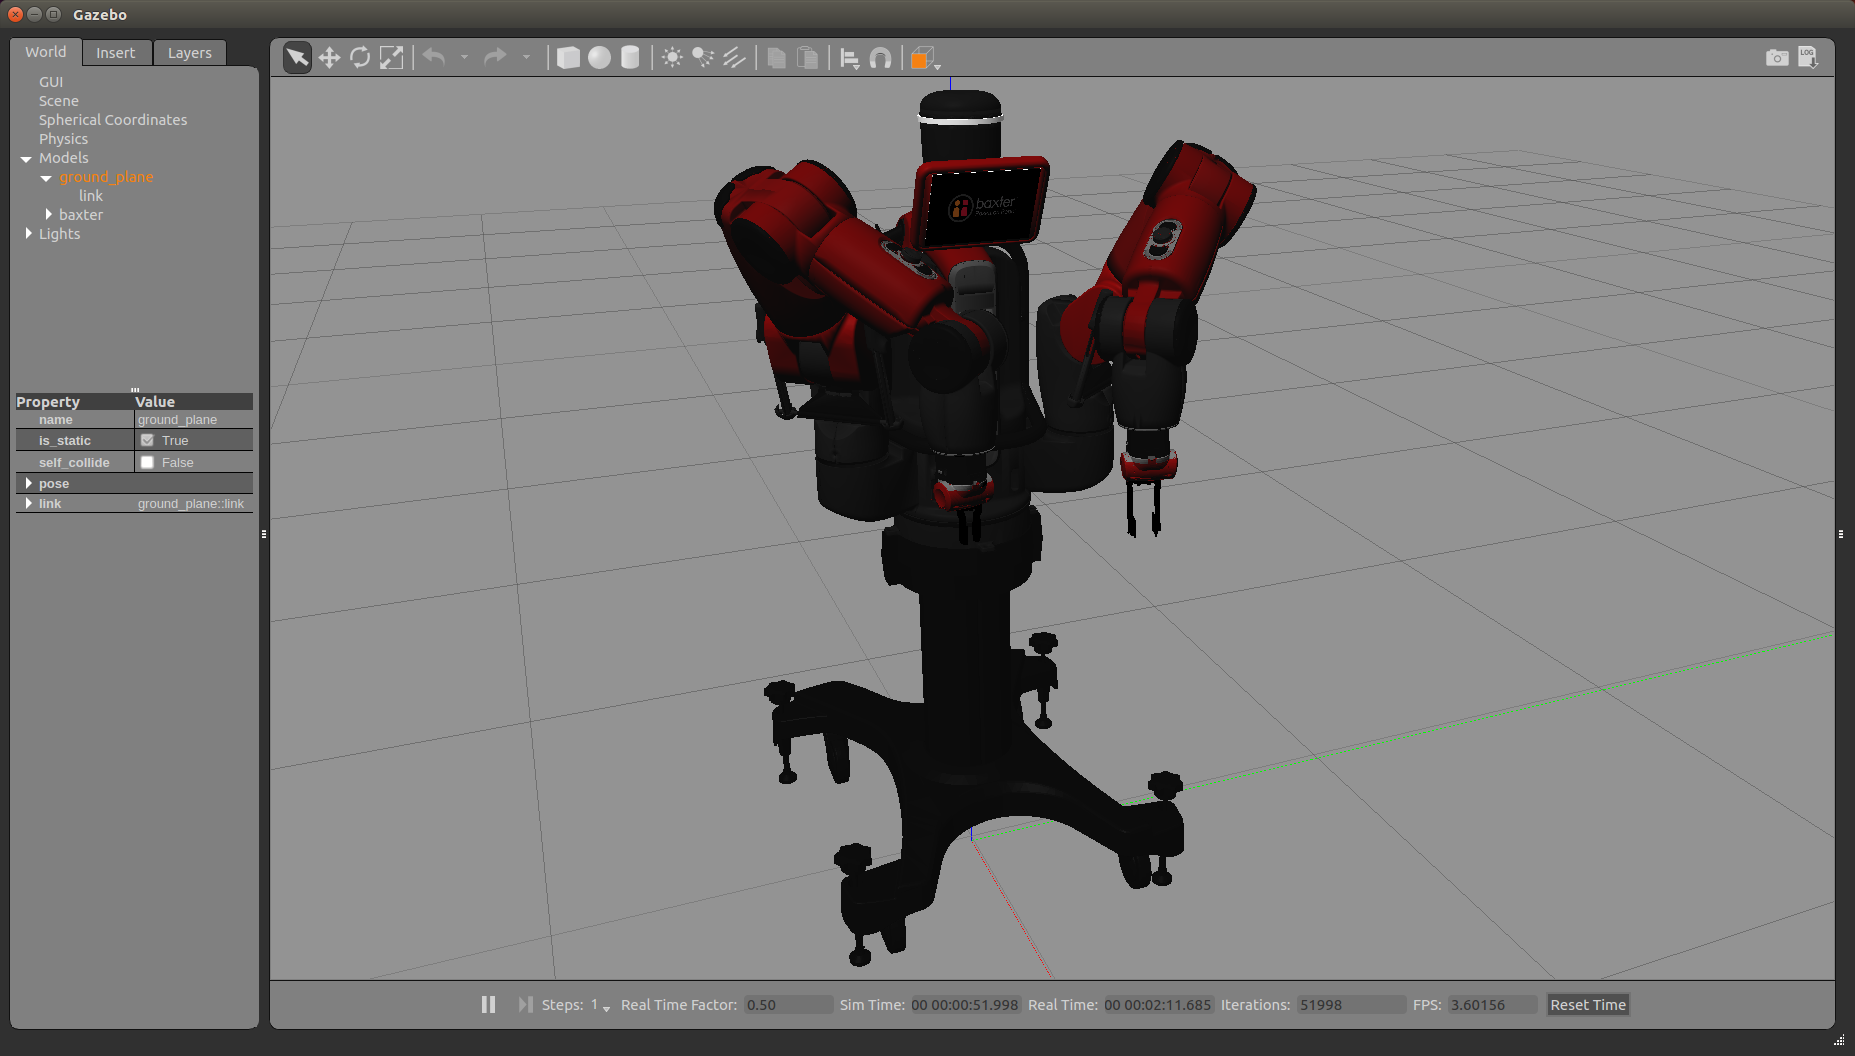 Gazebo
World Insert Layers
LOG
GUI
Scene
Spherical Coordinates
Physics
Models
ground_plane
link
baxter
Lights
baxter
Property Value
name ground_plane
is_static True
self_collide False
pose
link ground_plane::link
Steps: 1 Real Time Factor: 0.50 Sim Time: 00 00:00:51.998 Real Time: 00 00:02:11.685 Iterations: 51998 FPS: 3.60156 Reset Time